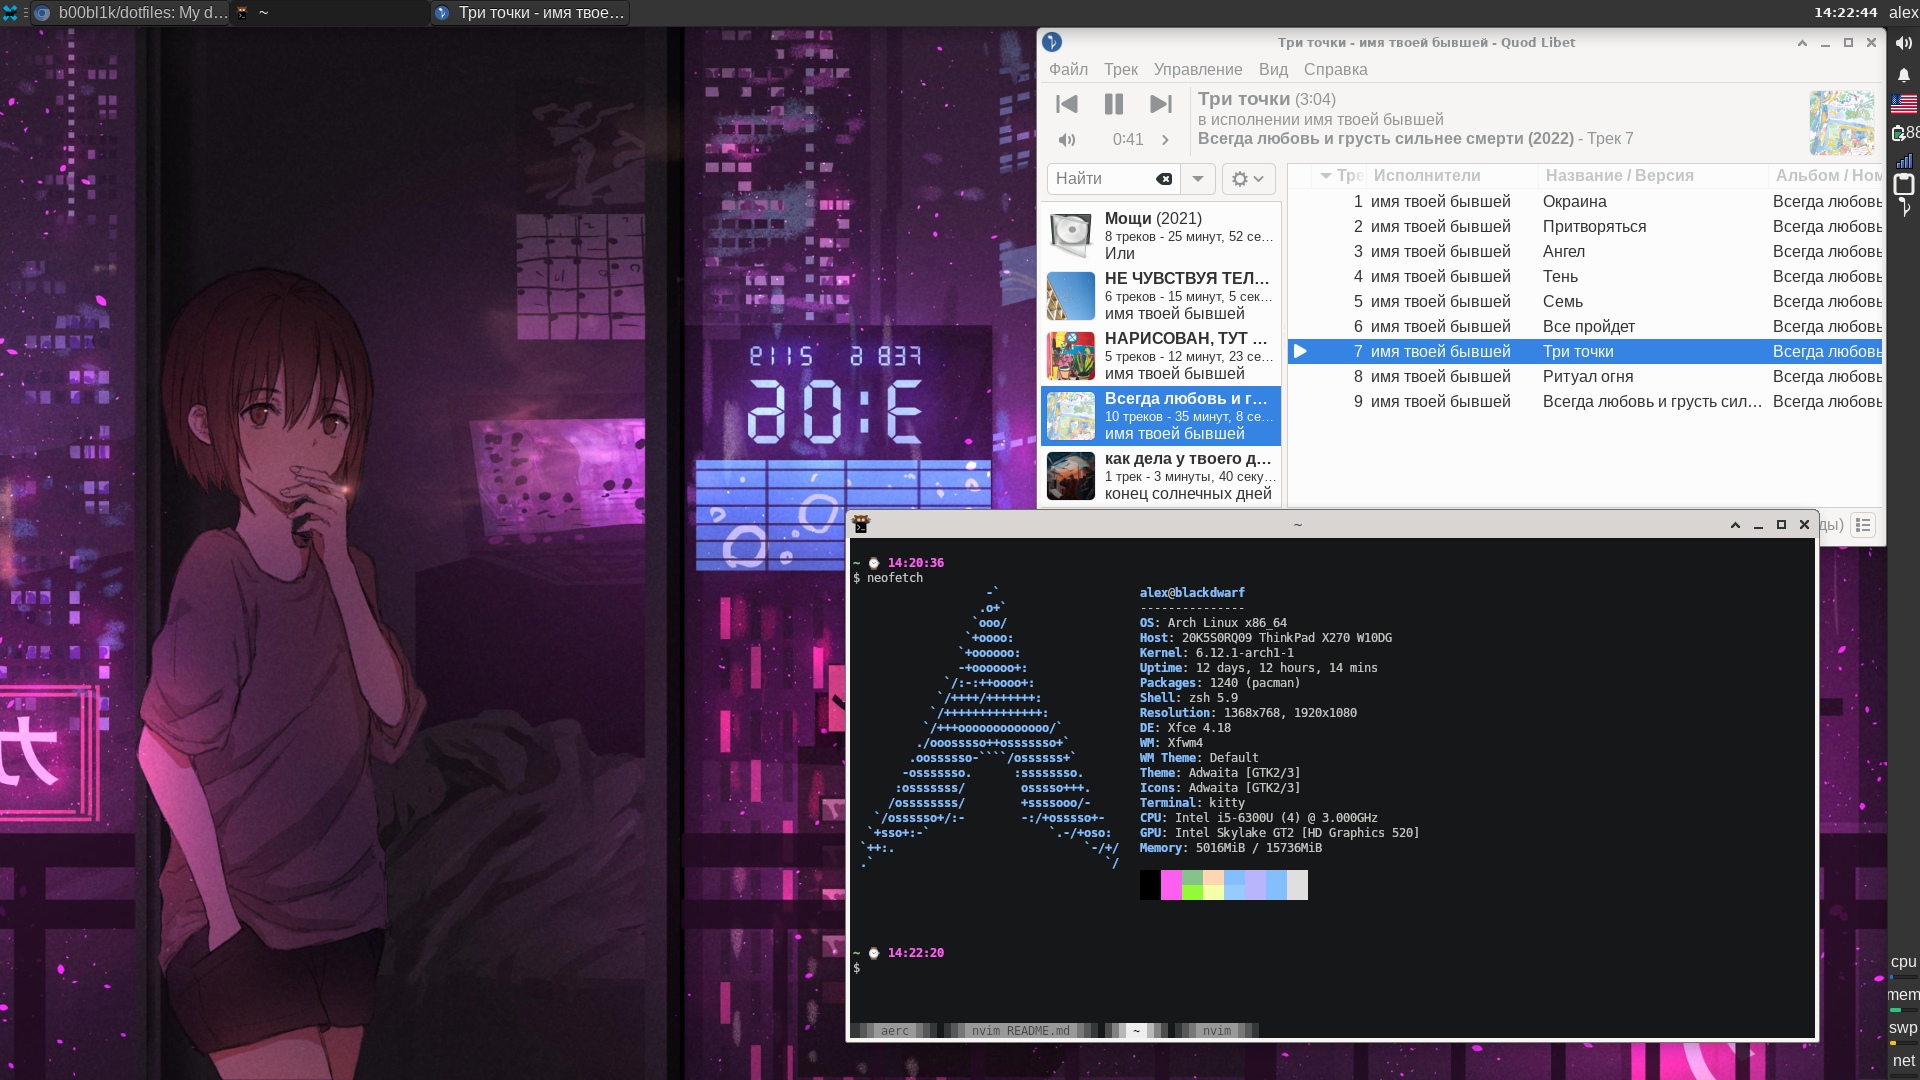 b00bl1k/dotfiles: My d...
~
Три точки - имя твое...
14:22:44 alex
Три точки - имя твоей бывшей - Quod Libet
Файл Трек Управление Вид Справка
Три точки (3:04)
в исполнении имя твоей бывшей
0:41
Всегда любовь и грусть сильнее смерти (2022) - Трек 7
Найти
Мощи (2021)
8 треков - 25 минут, 52 се...
Или
НЕ ЧУВСТВУЯ ТЕЛ...
6 треков - 15 минут, 5 сек...
имя твоей бывшей
НАРИСОВАН, ТУТ ...
5 треков - 12 минут, 23 се...
имя твоей бывшей
Всегда любовь и г...
10 треков - 35 минут, 8 се...
имя твоей бывшей
как дела у твоего д...
1 трек - 3 минуты, 40 секу...
конец солнечных дней
Тре Исполнители Название / Версия Альбом / Ном
1 имя твоей бывшей Окраина Всегда любовь
2 имя твоей бывшей Притворяться Всегда любовь
3 имя твоей бывшей Ангел Всегда любовь
4 имя твоей бывшей Тень Всегда любовь
5 имя твоей бывшей Семь Всегда любовь
6 имя твоей бывшей Все пройдет Всегда любовь
7 имя твоей бывшей Три точки Всегда любовь
8 имя твоей бывшей Ритуал огня Всегда любовь
9 имя твоей бывшей Всегда любовь и грусть сил... Всегда любовь
ды)
88
~
~ 14:20:36
$ neofetch
alex@blackdwarf
---------------
OS: Arch Linux x86_64
Host: 20K5S0RQ09 ThinkPad X270 W10DG
Kernel: 6.12.1-arch1-1
Uptime: 12 days, 12 hours, 14 mins
Packages: 1240 (pacman)
Shell: zsh 5.9
Resolution: 1368x768, 1920x1080
DE: Xfce 4.18
WM: Xfwm4
WM Theme: Default
Theme: Adwaita [GTK2/3]
Icons: Adwaita [GTK2/3]
Terminal: kitty
CPU: Intel i5-6300U (4) @ 3.000GHz
GPU: Intel Skylake GT2 [HD Graphics 520]
Memory: 5016MiB / 15736MiB
~ 14:22:20
$
aerc nvim README.md ~ nvim
cpu
mem
swp
net